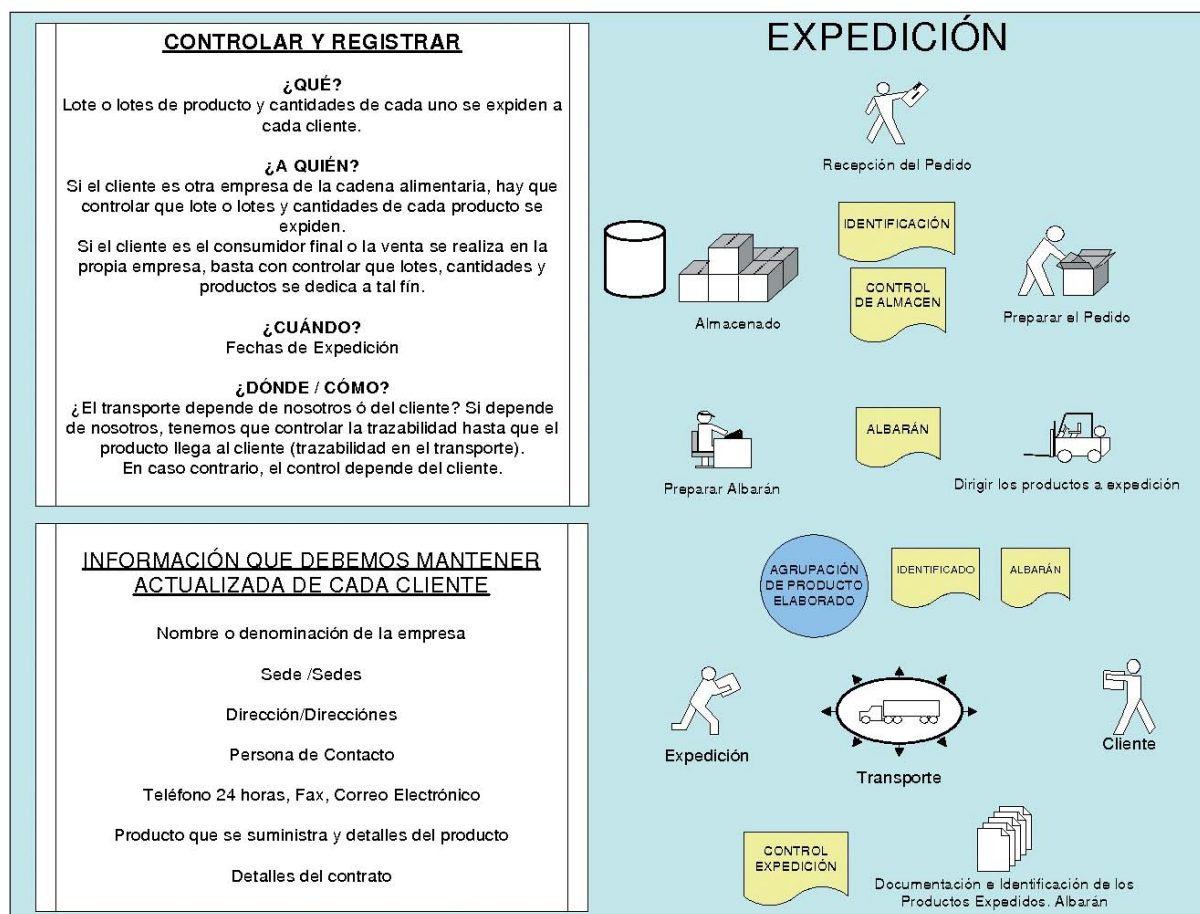 CONTROLAR Y REGISTRAR
¿QUÉ?
Lote o lotes de producto y cantidades de cada uno se expiden a
cada cliente.
¿A QUIÉN?
Si el cliente es otra empresa de la cadena alimentaria, hay que
controlar que lote o lotes y cantidades de cada producto se
expiden.
Si el cliente es el consumidor final o la venta se realiza en la
propia empresa, basta con controlar que lotes, cantidades y
productos se dedica a tal fín.
¿CUÁNDO?
Fechas de Expedición
¿DÓNDE / CÓMO?
¿El transporte depende de nosotros ó del cliente? Si depende
de nosotros, tenemos que controlar la trazabilidad hasta que el
producto llega al cliente (trazabilidad en el transporte).
En caso contrario, el control depende del cliente.
INFORMACIÓN QUE DEBEMOS MANTENER
ACTUALIZADA DE CADA CLIENTE
Nombre o denominación de la empresa
Sede /Sedes
Dirección/Direcciónes
Persona de Contacto
Teléfono 24 horas, Fax, Correo Electrónico
Producto que se suministra y detalles del producto
Detalles del contrato
EXPEDICIÓN
Recepción del Pedido
IDENTIFICACIÓN
CONTROL
DE ALMACEN
Almacenado
Preparar el Pedido
ALBARÁN
Preparar Albarán
Dirigir los productos a expedición
AGRUPACIÓN
DE PRODUCTO
ELABORADO
IDENTIFICADO
ALBARÁN
Expedición
Transporte
Cliente
CONTROL
EXPEDICIÓN
Documentación e Identificación de los
Productos Expedidos. Albarán